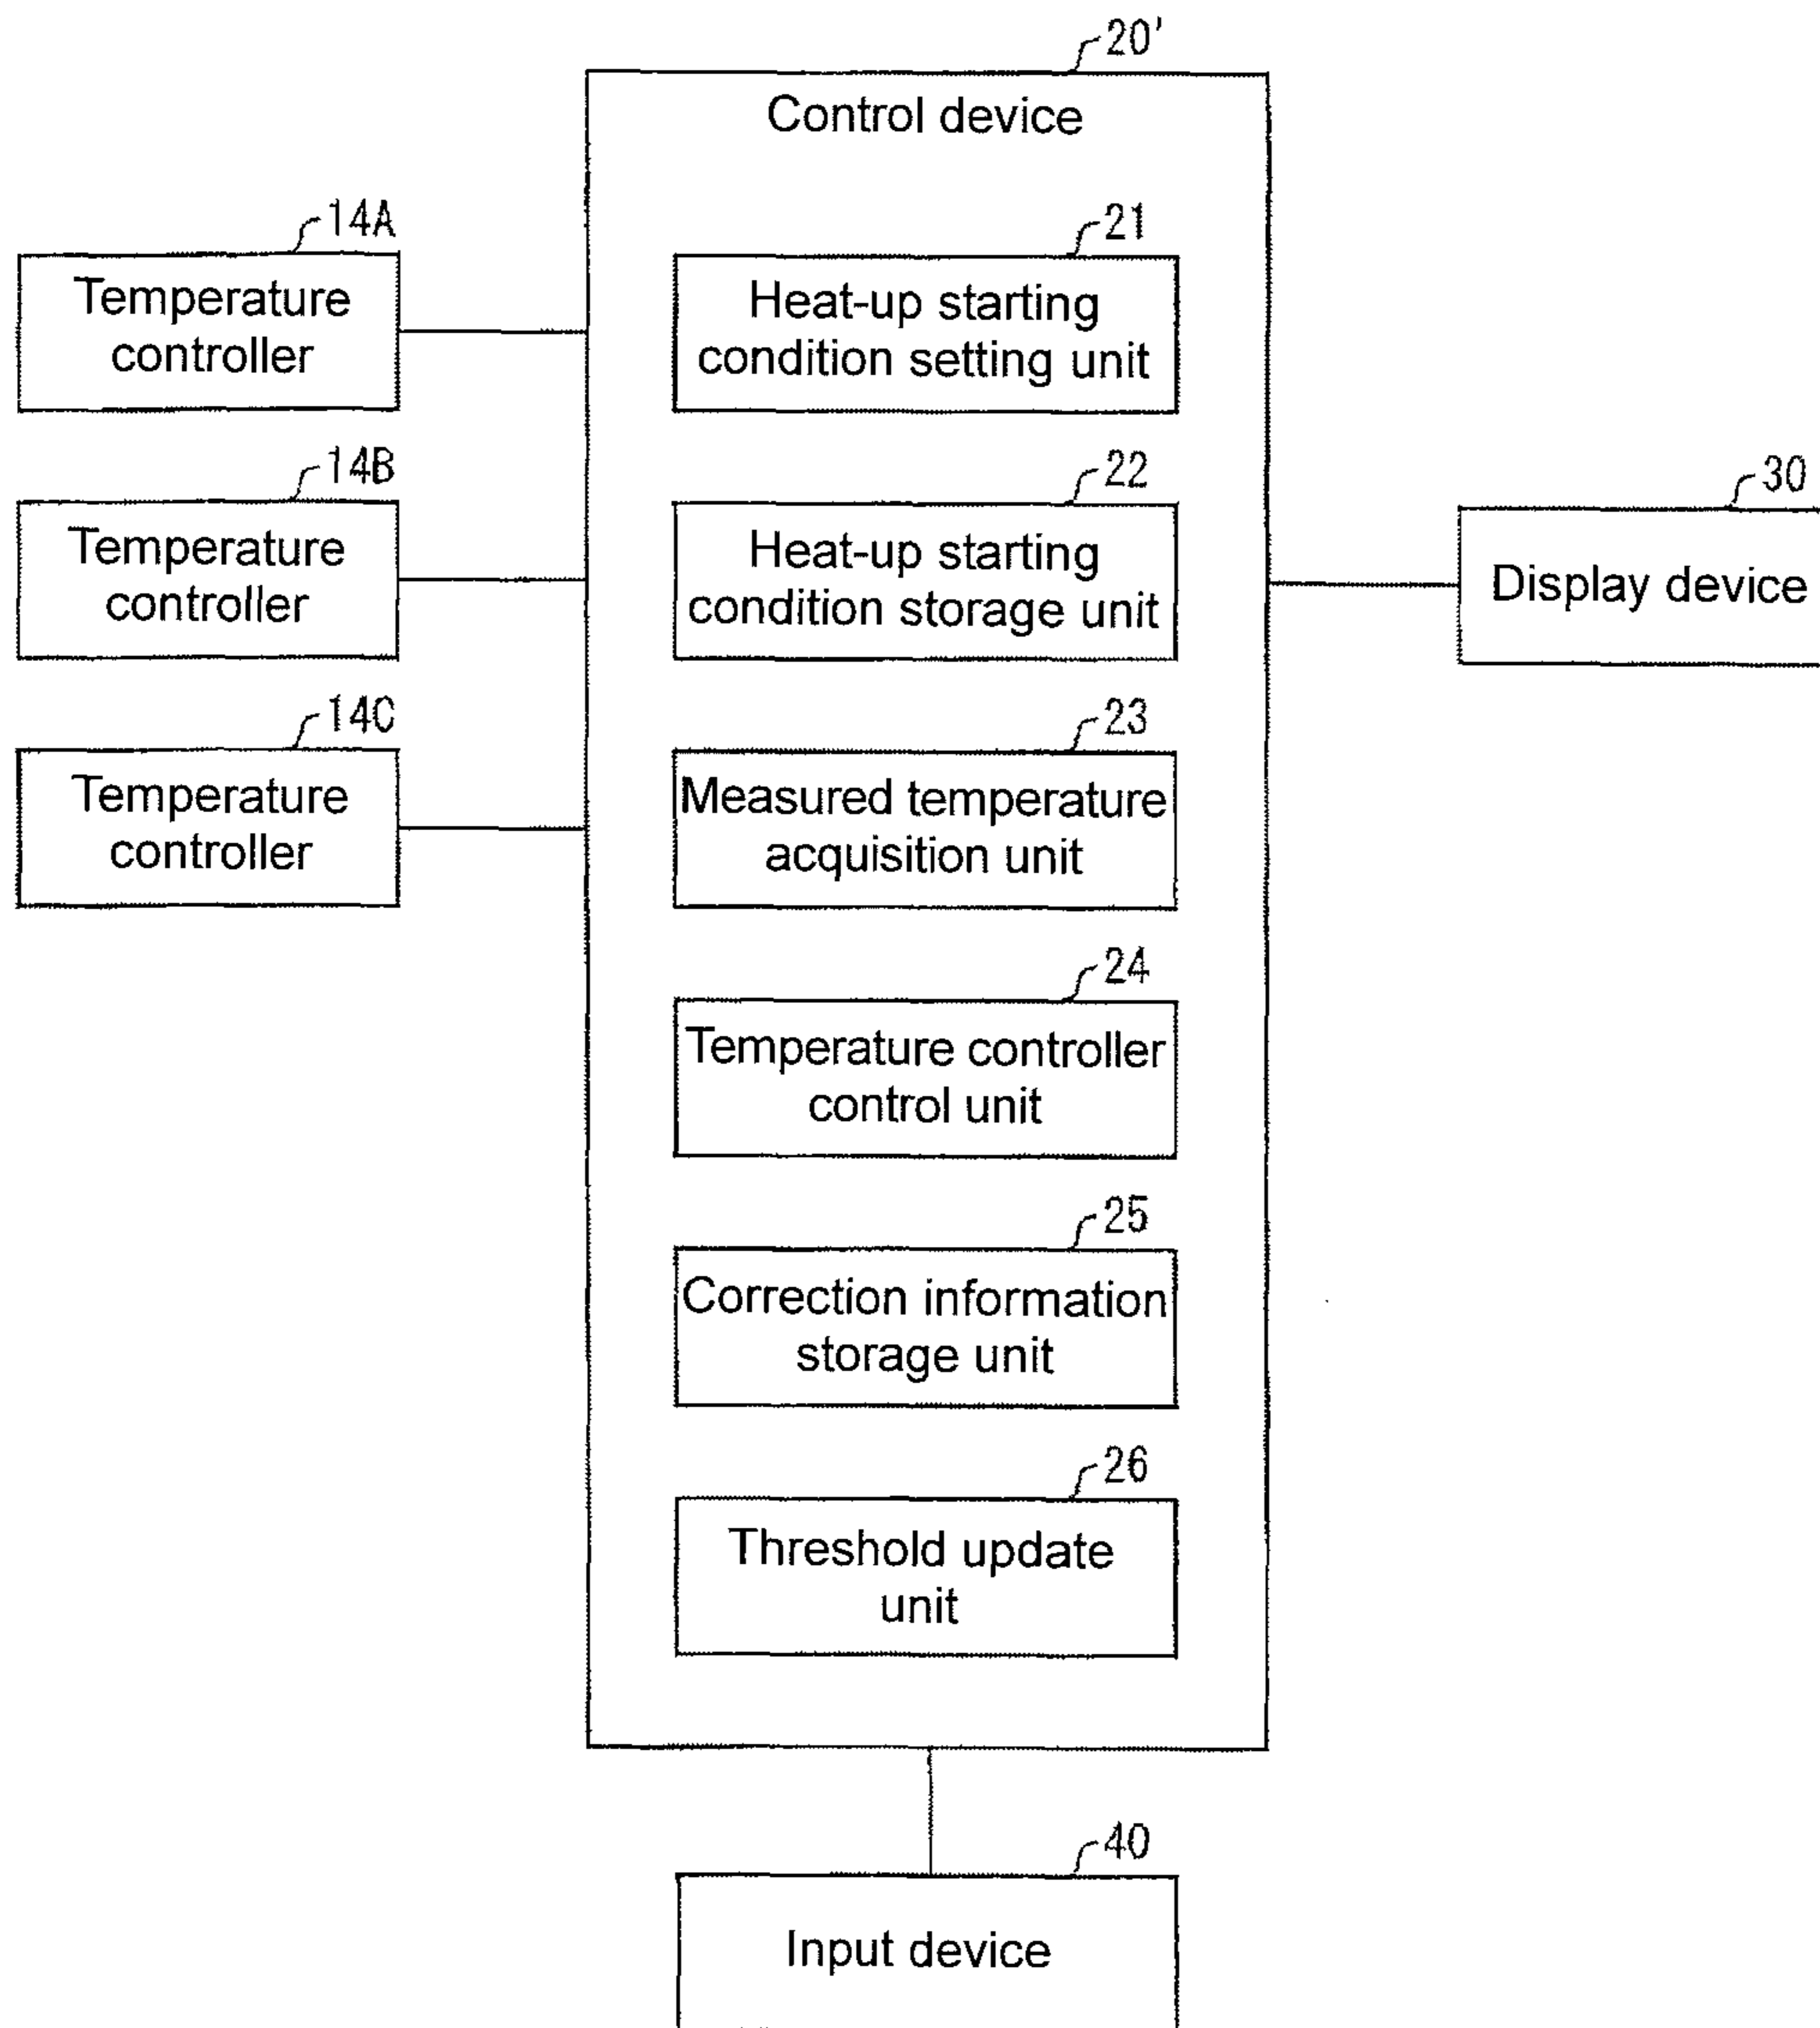 20'
Control device
14A
Temperature
controller
14B
Temperature
controller
14C
Temperature
controller
21
Heat-up starting
condition setting unit
22
Heat-up starting
condition storage unit
23
Measured temperature
acquisition unit
24
Temperature controller
control unit
25
Correction information
storage unit
26
Threshold update
unit
30
Display device
40
Input device